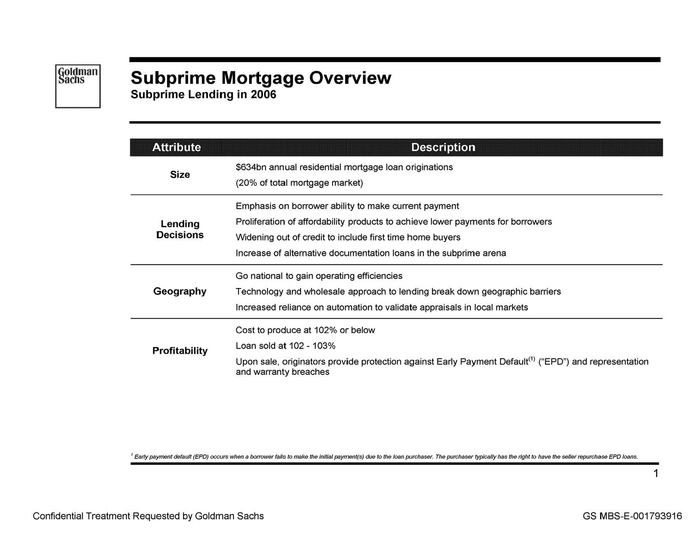 Goldman
Sachs
Subprime Mortgage Overview
Subprime Lending in 2006
Attribute Description
Size
$634bn annual residential mortgage loan originations
(20% of total mortgage market)
Lending
Decisions
Emphasis on borrower ability to make current payment
Proliferation of affordability products to achieve lower payments for borrowers
Widening out of credit to include first time home buyers
Increase of alternative documentation loans in the subprime arena
Geography
Go national to gain operating efficiencies
Technology and wholesale approach to lending break down geographic barriers
Increased reliance on automation to validate appraisals in local markets
Profitability
Cost to produce at 102% or below
Loan sold at 102 - 103%
Upon sale, originators provide protection against Early Payment Default(1) ("EPD") and representation
and warranty breaches
1 Early payment default (EPD) occurs when a borrower fails to make the initial payment(s) due to the loan purchaser. The purchaser typically has the right to have the seller repurchase EPD loans.
1
Confidential Treatment Requested by Goldman Sachs
GS MBS-E-001793916